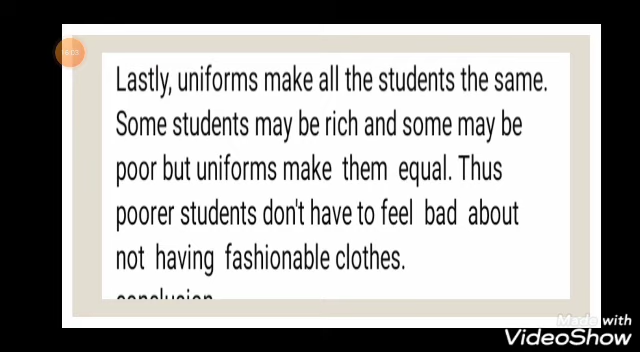 Lastly, uniforms make all the students the same.
Some students may be rich and some may be
poor but uniforms make them equal. Thus
poorer students don't have to feel bad about
not having fashionable clothes.
conclusion
Made with
VideoShow